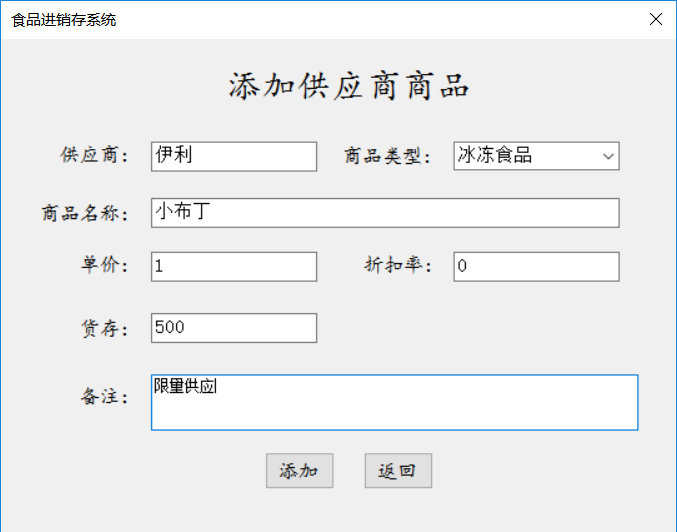 食品进销存系统
添加供应商商品
供应商： 伊利 商品类型： 冰冻食品
商品名称： 小布丁
单价： 1 折扣率： 0
货存： 500
备注： 限量供应
添加 返回